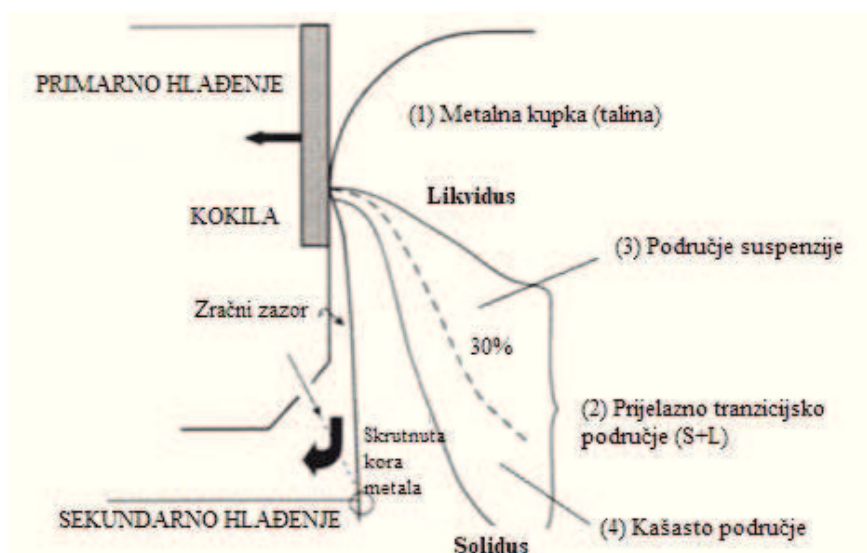 PRIMARNO HLAĐENJE
(1) Metalna kupka (talina)
Likvidus
KOKILA
(3) Područje suspenzije
Zračni zazor
30%
(2) Prijelazno tranzicijsko
područje (S+L)
Skrutnuta
kora
metala
SEKUNDARNO HLAĐENJE
(4) Kašasto područje
Solidus